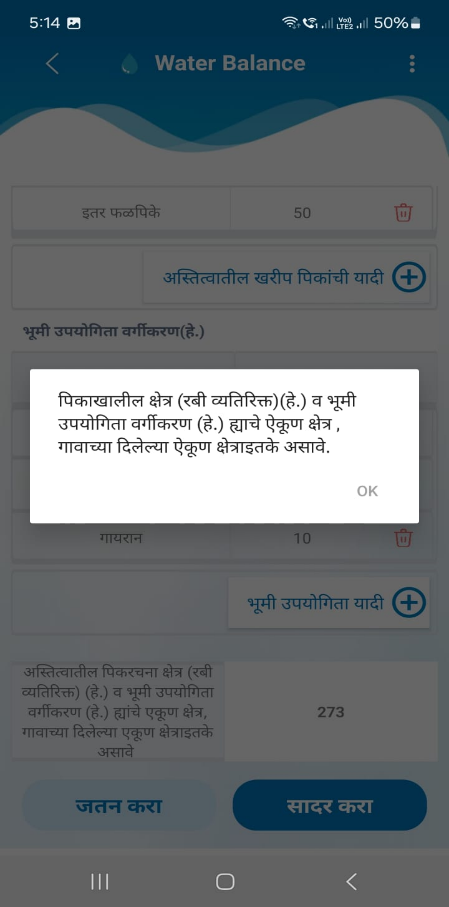 5:14
Vo))
LTE2
50%
Water Balance
इतर फळपिके 50
अस्तित्वातील खरीप पिकांची यादी
भूमी उपयोगिता वर्गीकरण(हे.)
पिकाखालील क्षेत्र (रबी व्यतिरिक्त)(हे.) व भूमी
उपयोगिता वर्गीकरण (हे.) ह्याचे ऐकूण क्षेत्र ,
गावाच्या दिलेल्या ऐकूण क्षेत्राइतके असावे.
OK
गायरान 10
भूमी उपयोगिता यादी
अस्तित्वातील पिकरचना क्षेत्र (रबी
व्यतिरिक्त) (हे.) व भूमी उपयोगिता
वर्गीकरण (हे.) ह्यांचे एकूण क्षेत्र,
गावाच्या दिलेल्या एकूण क्षेत्राइतके
असावे
273
जतन करा सादर करा